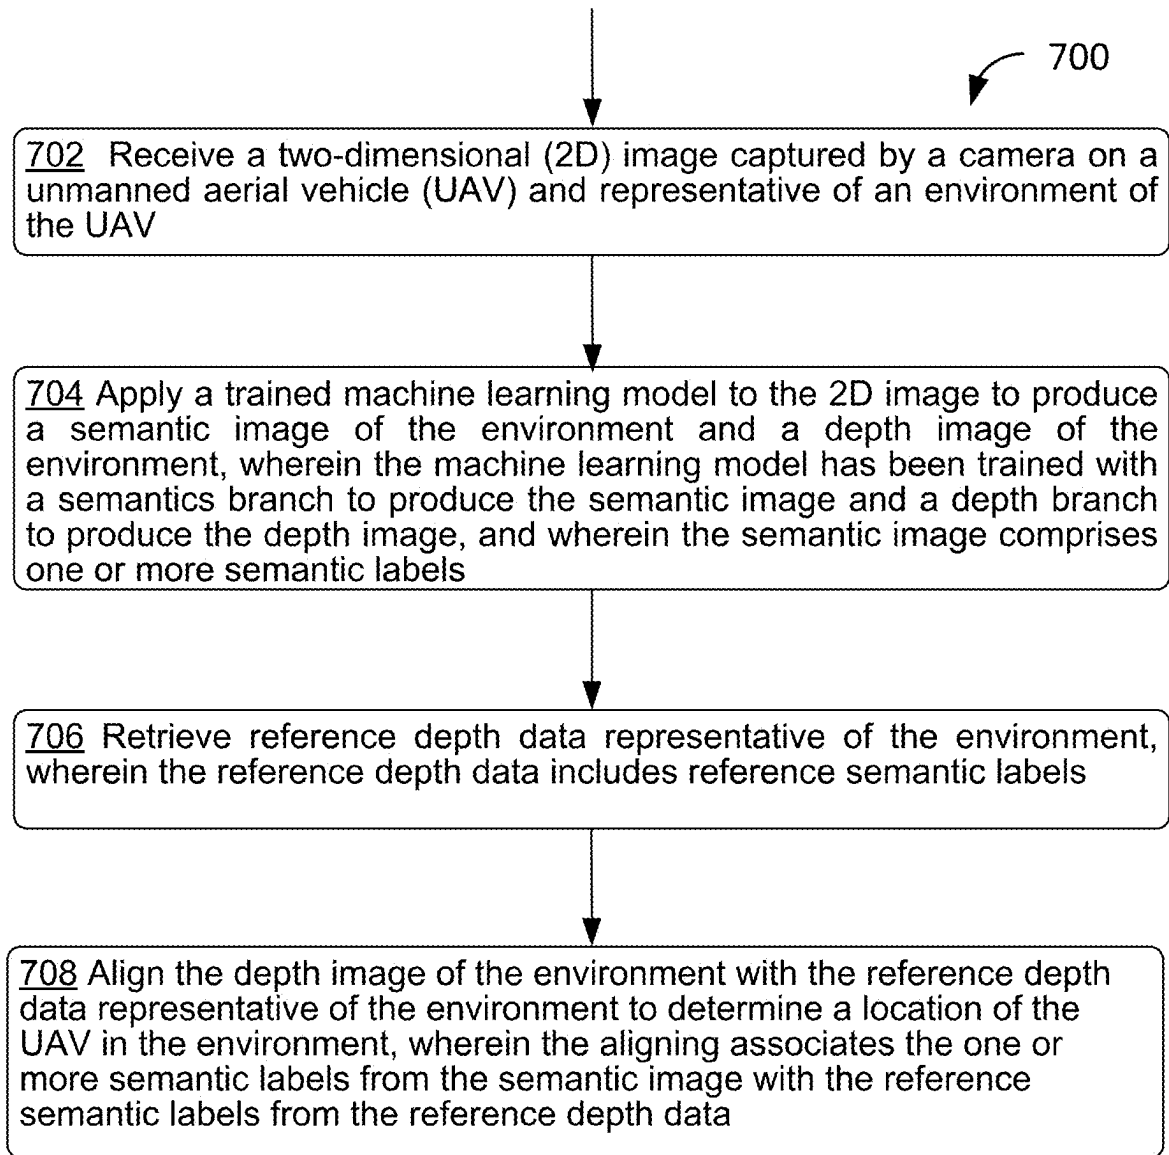 700
702 Receive a two-dimensional (2D) image captured by a camera on a
unmanned aerial vehicle (UAV) and representative of an environment of
the UAV
704 Apply a trained machine learning model to the 2D image to produce
a semantic image of the environment and a depth image of the
environment, wherein the machine learning model has been trained with
a semantics branch to produce the semantic image and a depth branch
to produce the depth image, and wherein the semantic image comprises
one or more semantic labels
706 Retrieve reference depth data representative of the environment,
wherein the reference depth data includes reference semantic labels
708 Align the depth image of the environment with the reference depth
data representative of the environment to determine a location of the
UAV in the environment, wherein the aligning associates the one or
more semantic labels from the semantic image with the reference
semantic labels from the reference depth data